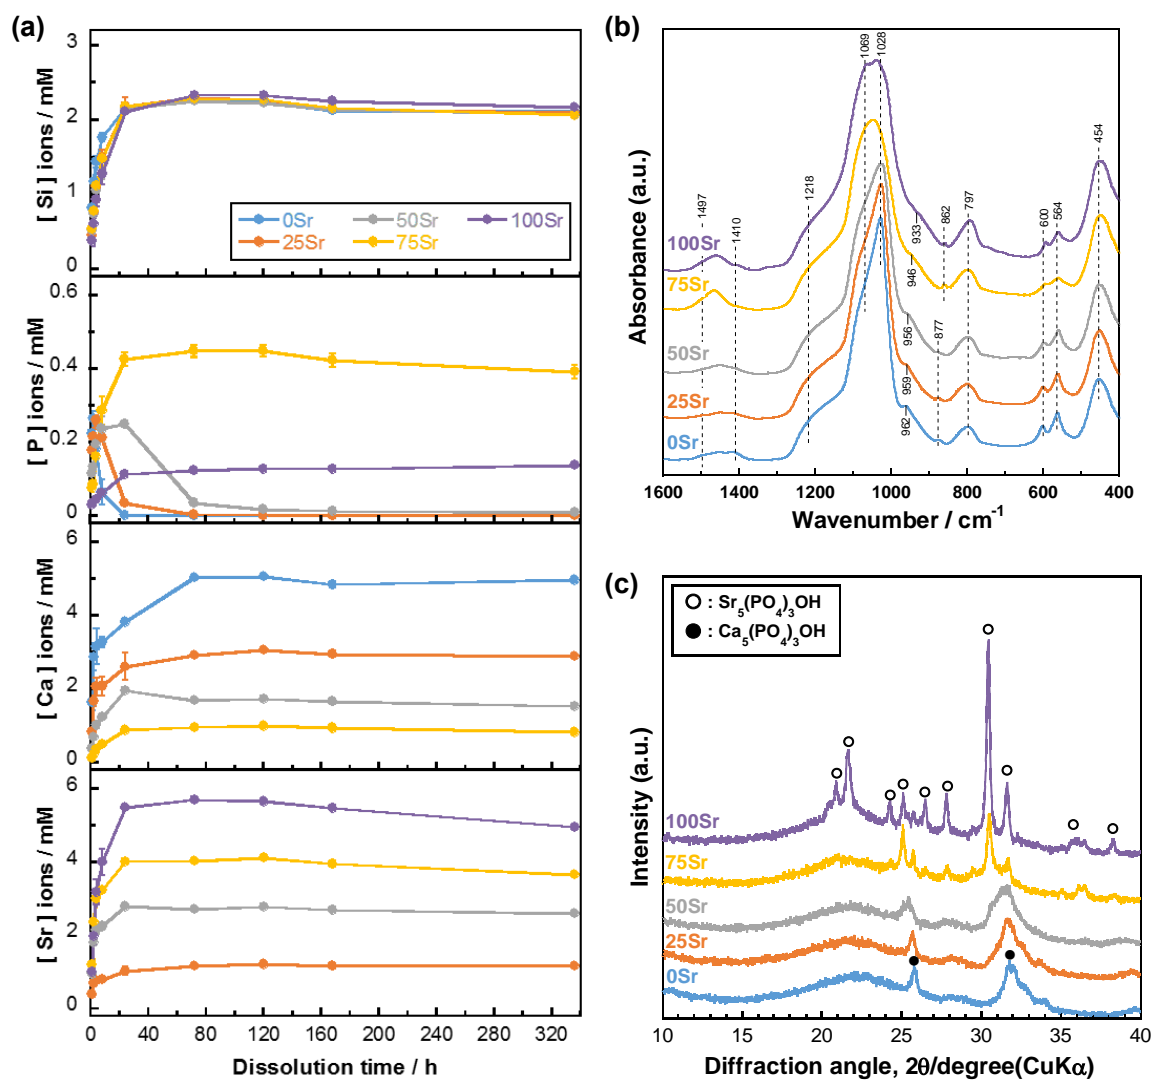 (a)
[ Si ] ions / mM
3
2
1
0
0Sr 50Sr 100Sr
25Sr 75Sr
[ P ] ions / mM
0.6
0.4
0.2
0
[ Ca ] ions / mM
6
4
2
0
[ Sr ] ions / mM
6
4
2
0
0 40 80 120 160 200 240 280 320
Dissolution time / h
(b)
Absorbance (a.u.)
1497
1410
1218
1069
1028
933
862
797
600
564
454
946
956
877
959
962
100Sr
75Sr
50Sr
25Sr
0Sr
1600 1400 1200 1000 800 600 400
Wavenumber / cm⁻¹
(c)
Intensity (a.u.)
: Sr₅(PO₄)₃OH
: Ca₅(PO₄)₃OH
100Sr
75Sr
50Sr
25Sr
0Sr
10 15 20 25 30 35 40
Diffraction angle, 2θ/degree(CuKα)